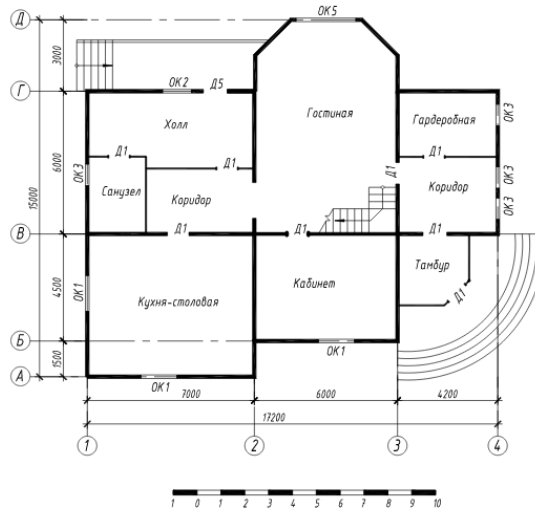 Д
ОК5
3000
ОК2
Д5
Г
Холл
Гостиная
Гардеробная
ОК3
Д1
Д1
Д1
ОК3
Санузел
Коридор
Д1
Коридор
ОК3
ОК3
6000
15000
В
Д1
Д1
Д1
Тамбур
Кабинет
Кухня-столовая
ОК1
4500
Д1
Б
ОК1
1500
А
ОК1
7000
6000
4200
17200
1
2
3
4
1 0 1 2 3 4 5 6 7 8 9 10